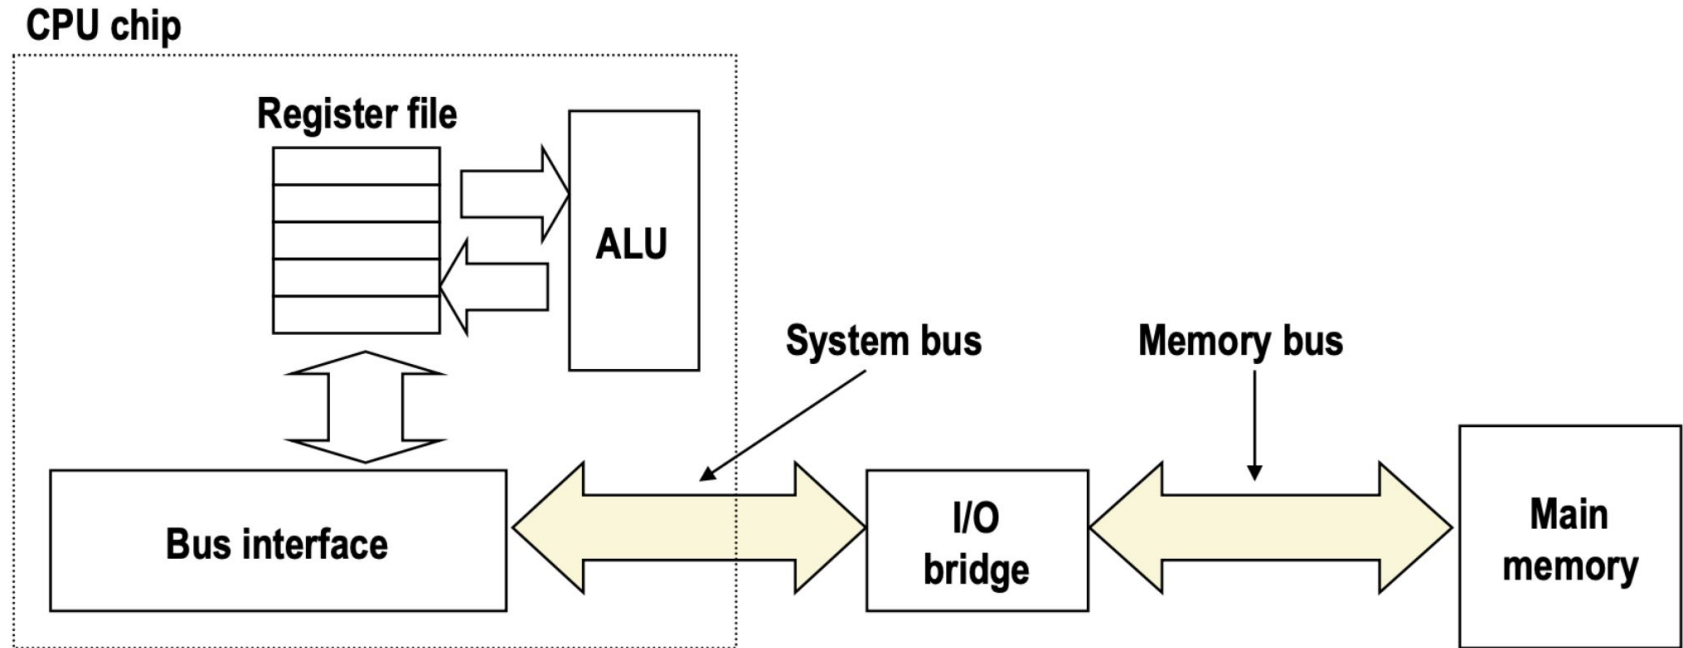 CPU chip
Register file
ALU
System bus
Memory bus
Bus interface
I/O
bridge
Main
memory